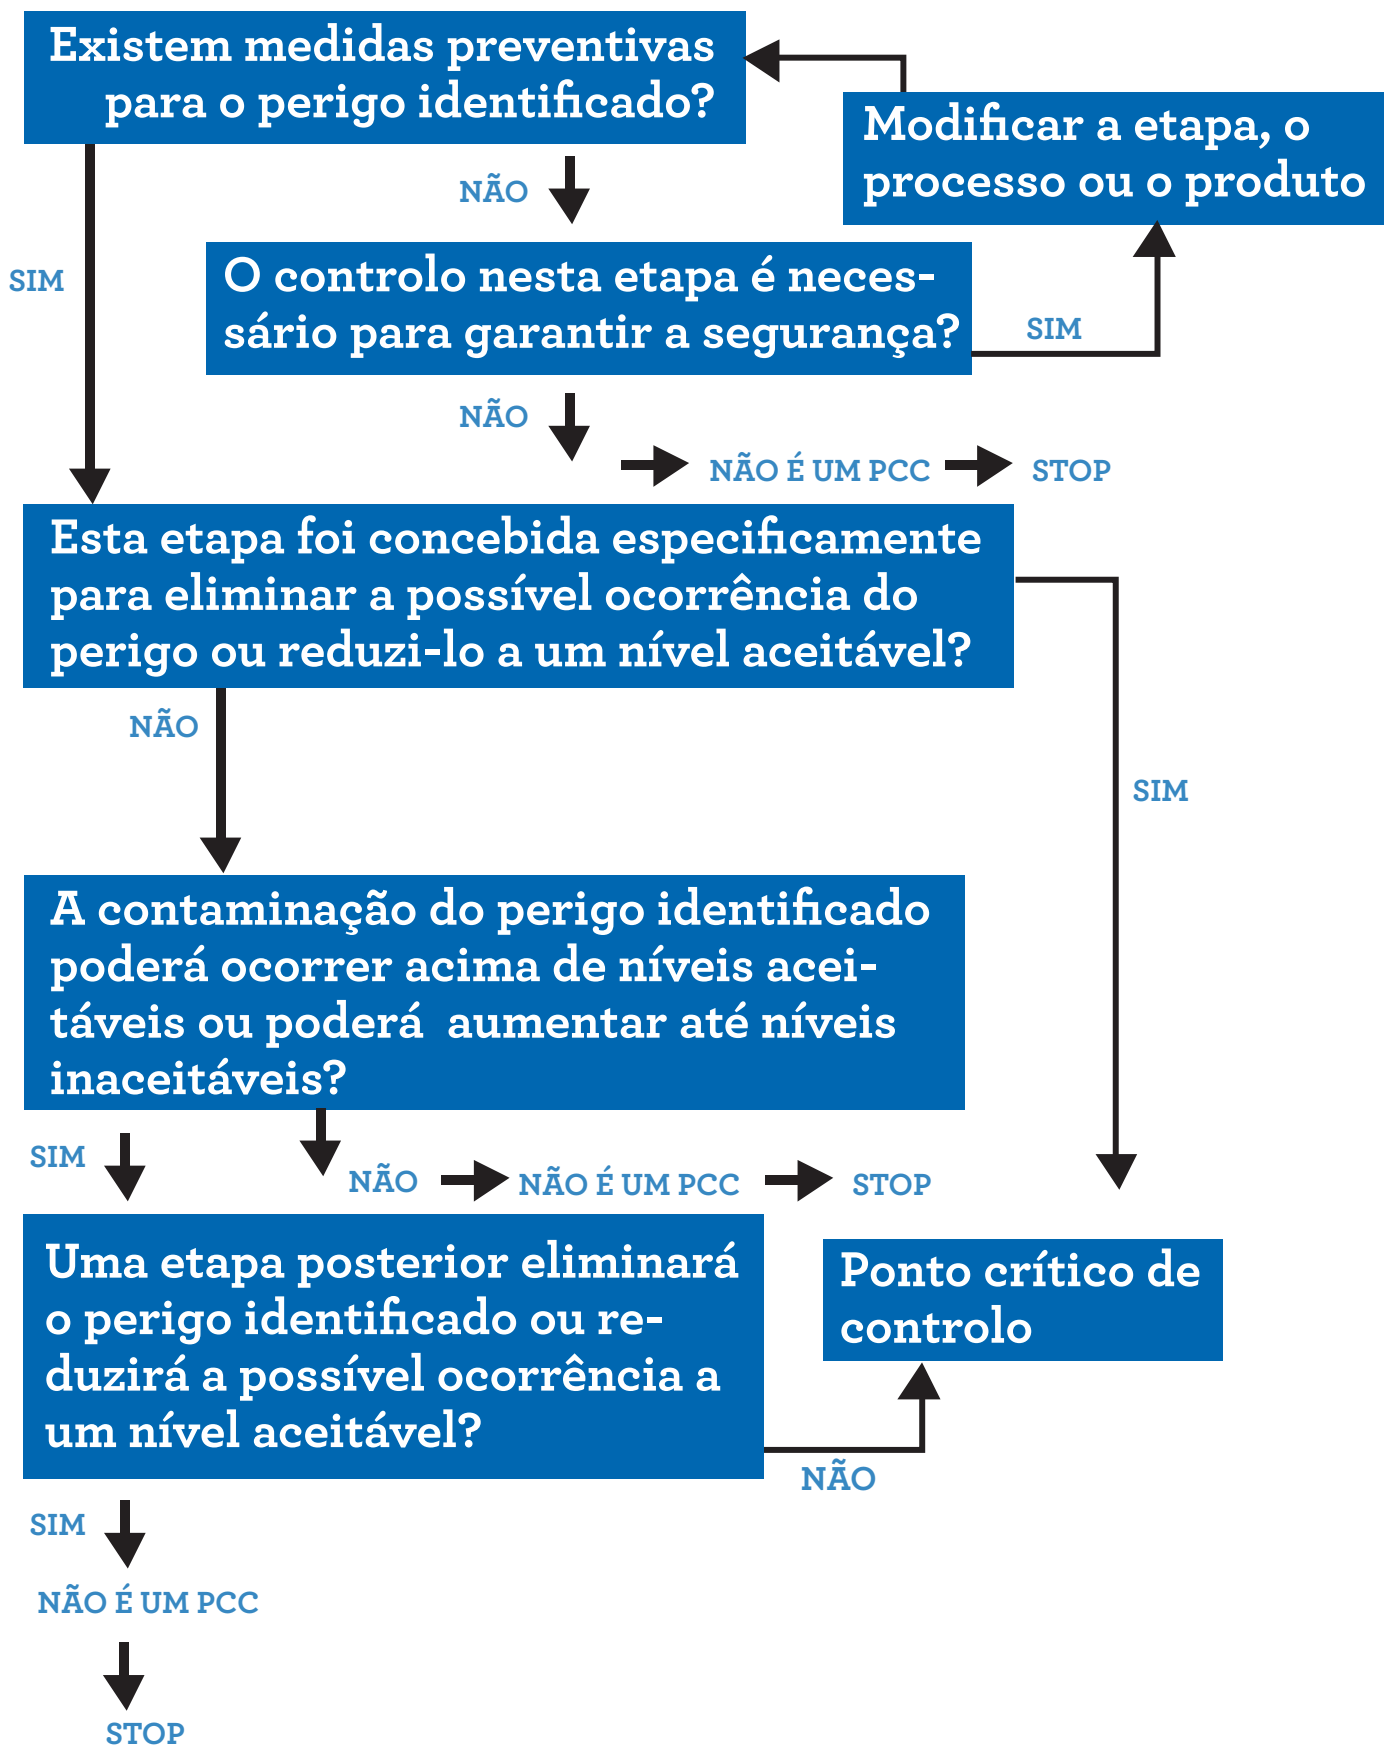 Existem medidas preventivas
para o perigo identificado?
Modificar a etapa, o
processo ou o produto
NÃO
SIM
O controlo nesta etapa é neces-
sário para garantir a segurança?
SIM
NÃO
NÃO É UM PCC
STOP
Esta etapa foi concebida especificamente
para eliminar a possível ocorrência do
perigo ou reduzi-lo a um nível aceitável?
NÃO
SIM
A contaminação do perigo identificado
poderá ocorrer acima de níveis acei-
táveis ou poderá aumentar até níveis
inaceitáveis?
SIM
NÃO
NÃO É UM PCC
STOP
Uma etapa posterior eliminará
o perigo identificado ou re-
duzirá a possível ocorrência a
um nível aceitável?
Ponto crítico de
controlo
NÃO
SIM
NÃO É UM PCC
STOP